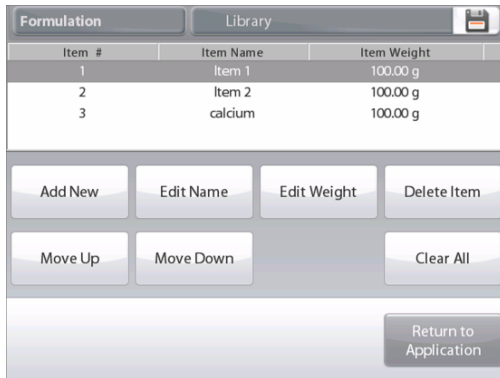 Formulation Library
Item # Item Name Item Weight
1 Item 1 100.00 g
2 Item 2 100.00 g
3 calcium 100.00 g
Add New Edit Name Edit Weight Delete Item
Move Up Move Down Clear All
Return to
Application